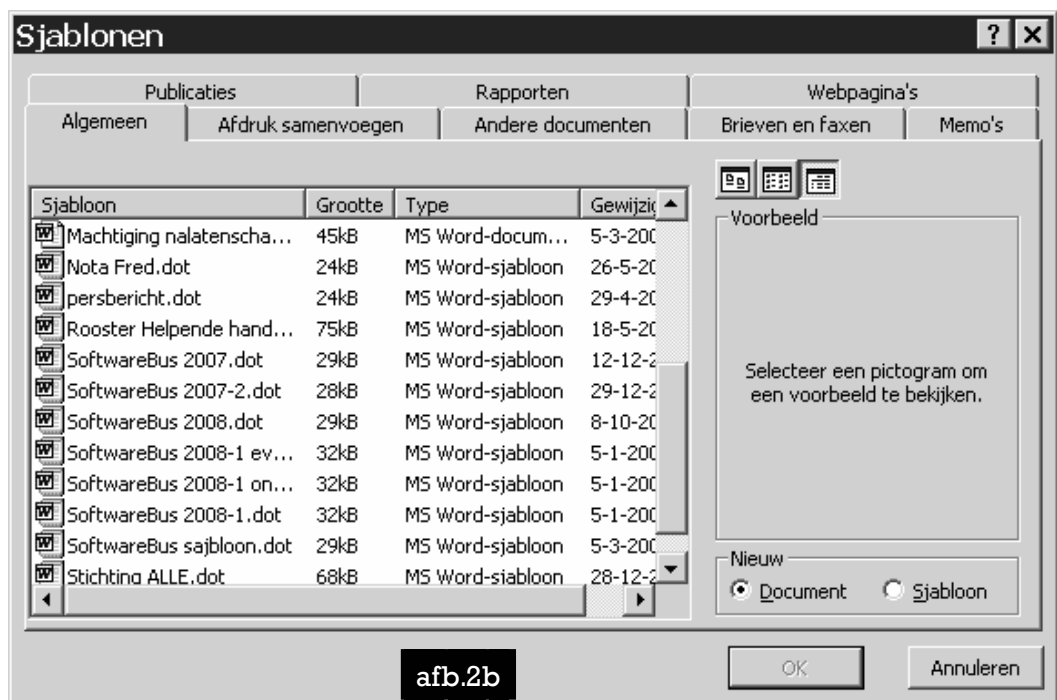 Sjablonen
Publicaties Rapporten Webpagina's
Algemeen Afdruk samenvoegen Andere documenten Brieven en faxen Memo's
Sjabloon Grootte Type Gewijzig
Machtiging nalatenscha... 45kB MS Word-docum... 5-3-200
Nota Fred.dot 24kB MS Word-sjabloon 26-5-20
persbericht.dot 24kB MS Word-sjabloon 29-4-20
Rooster Helpende hand... 75kB MS Word-sjabloon 18-5-20
SoftwareBus 2007.dot 29kB MS Word-sjabloon 12-12-2
SoftwareBus 2007-2.dot 28kB MS Word-sjabloon 29-12-2
SoftwareBus 2008.dot 29kB MS Word-sjabloon 8-10-20
SoftwareBus 2008-1 ev... 32kB MS Word-sjabloon 5-1-200
SoftwareBus 2008-1 on... 32kB MS Word-sjabloon 5-1-200
SoftwareBus 2008-1.dot 32kB MS Word-sjabloon 5-1-200
SoftwareBus sajbloon.dot 29kB MS Word-sjabloon 5-3-200
Stichting ALLE.dot 68kB MS Word-sjabloon 28-12-2
Voorbeeld
Selecteer een pictogram om
een voorbeeld te bekijken.
Nieuw
Document Sjabloon
OK Annuleren
afb.2b